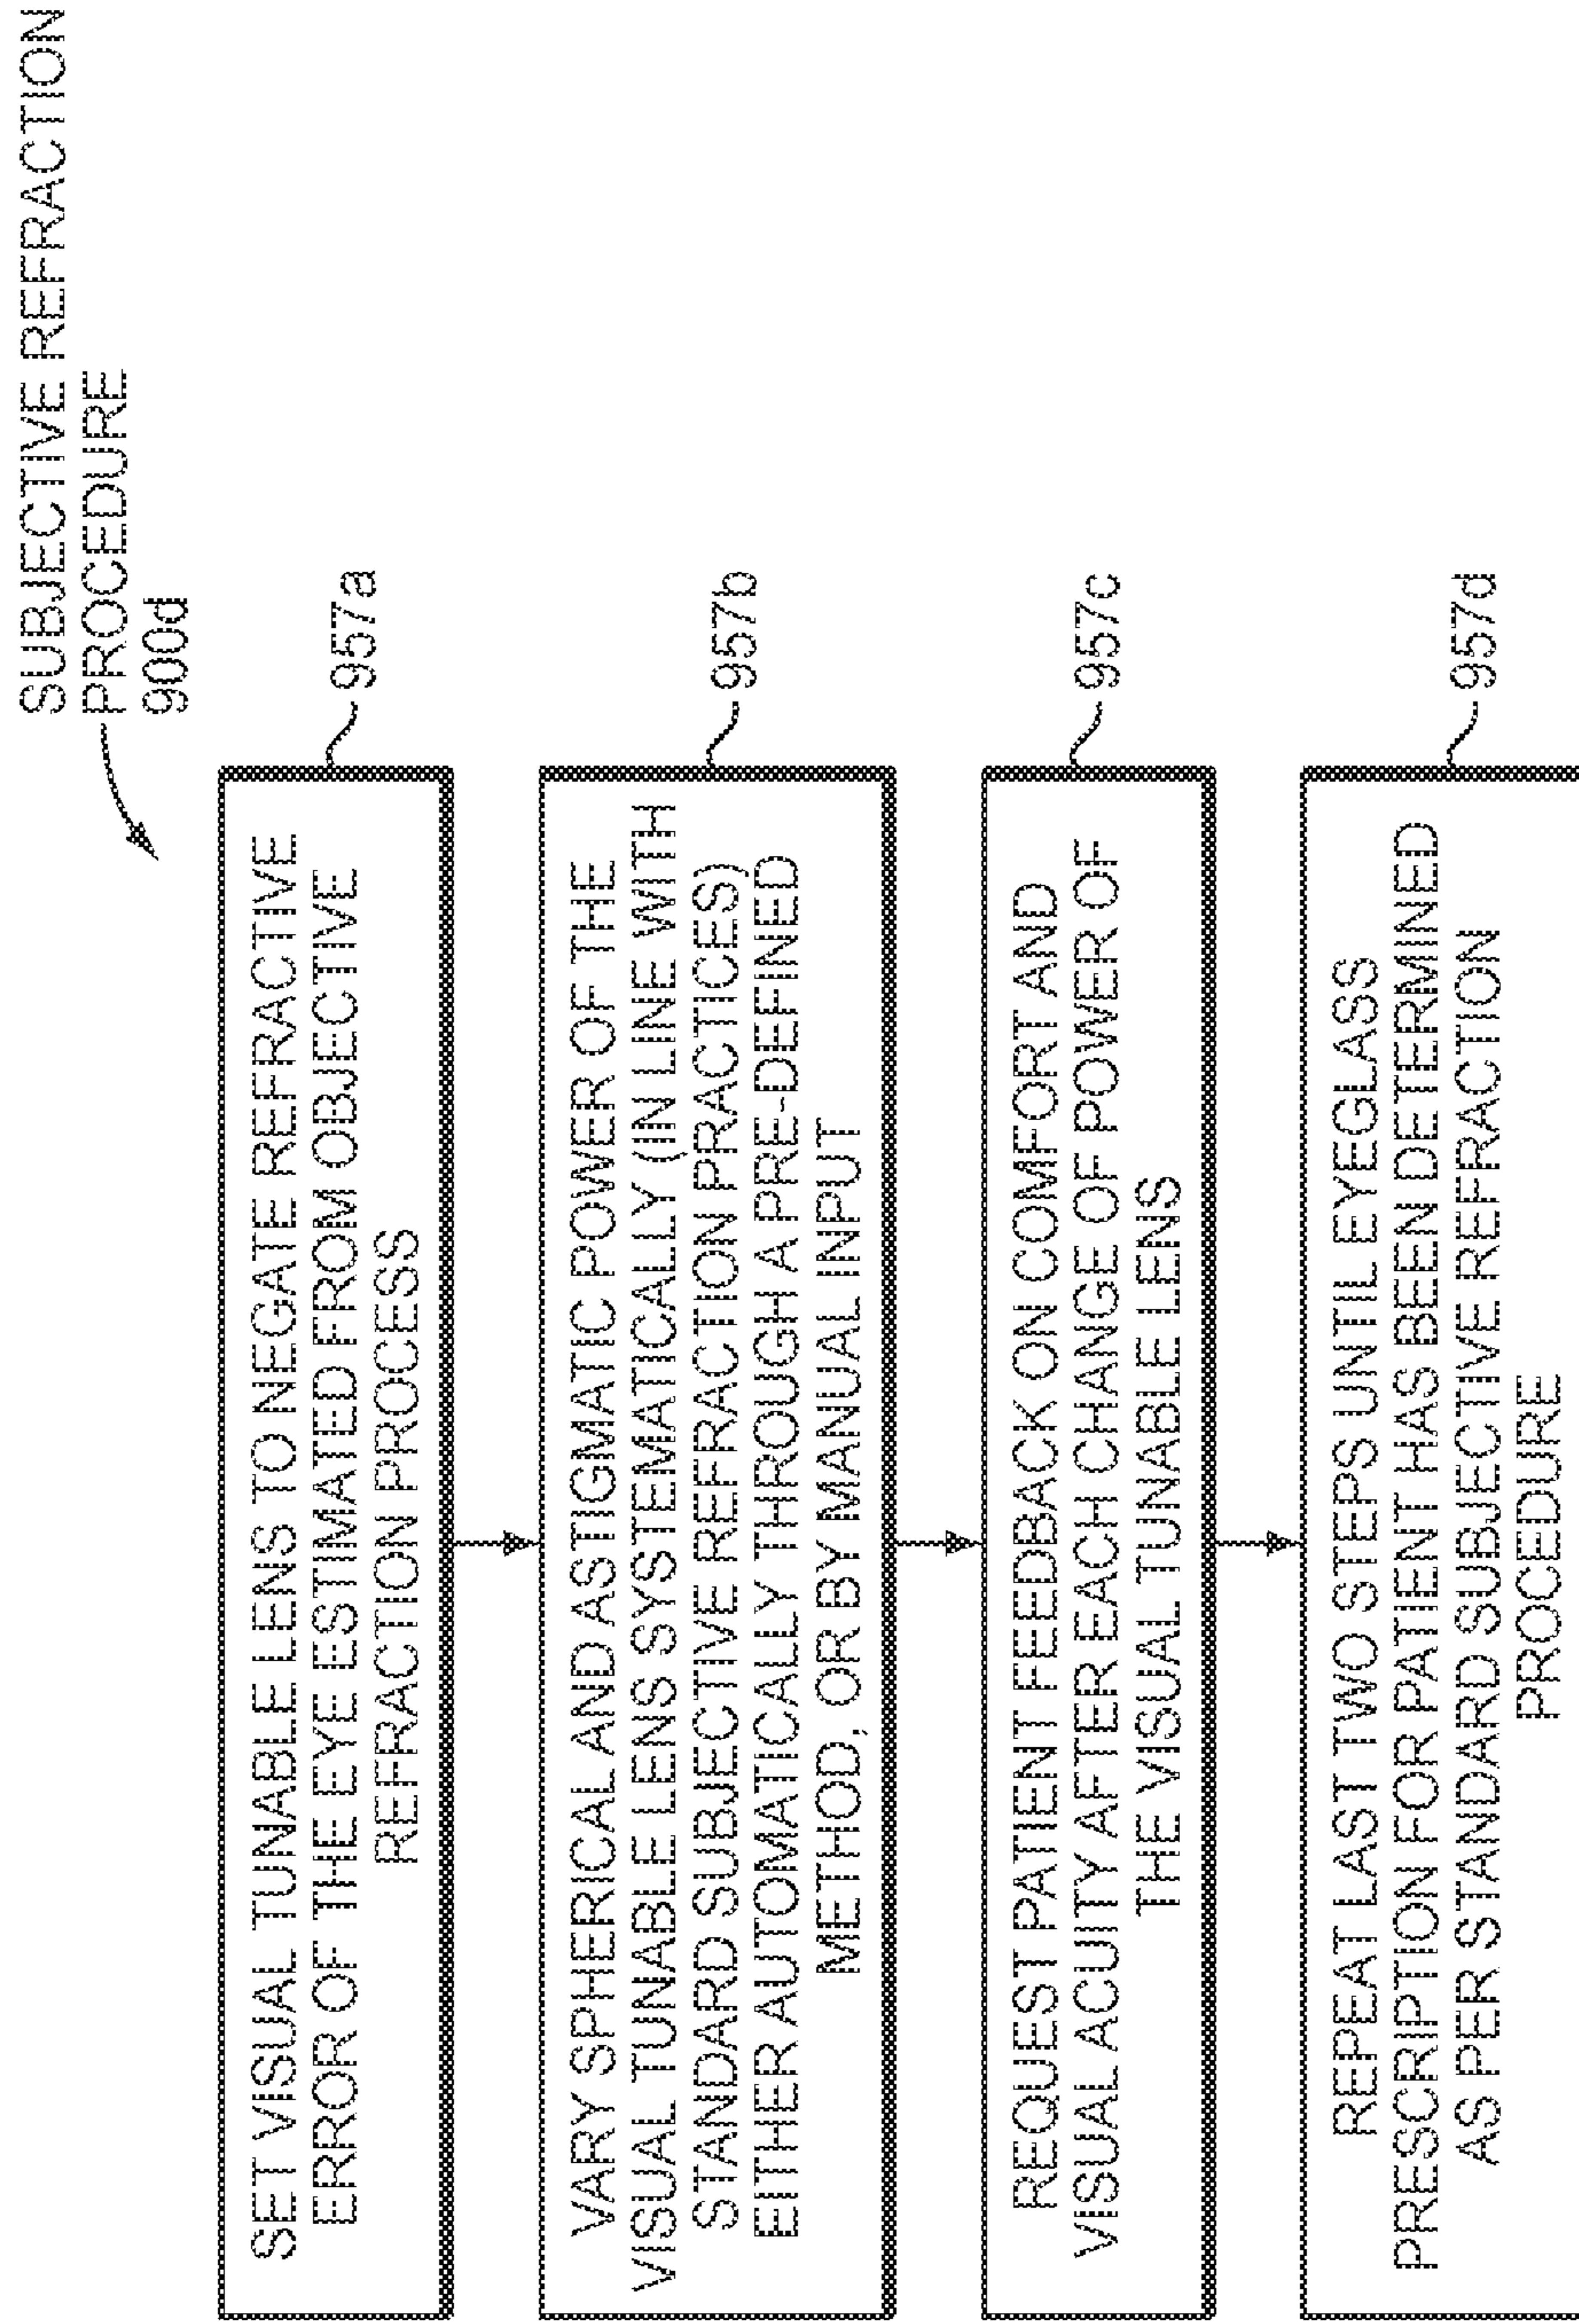 SUBJECTIVE REFRACTION
PROCEDURE
900d
SET VISUAL TUNABLE LENS TO NEGATE REFRACTIVE
ERROR OF THE EYE ESTIMATED FROM OBJECTIVE
REFRACTION PROCESS
957a
VARY SPHERICAL AND ASTIGMATIC POWER OF THE
VISUAL TUNABLE LENS SYSTEMATICALLY (IN LINE WITH
STANDARD SUBJECTIVE REFRACTION PRACTICES)
EITHER AUTOMATICALLY THROUGH A PRE-DEFINED
METHOD, OR BY MANUAL INPUT
957b
REQUEST PATIENT FEEDBACK ON COMFORT AND
VISUAL ACUITY AFTER EACH CHANGE OF POWER OF
THE VISUAL TUNABLE LENS
957c
REPEAT LAST TWO STEPS UNTIL EYEGLASS
PRESCRIPTION FOR PATIENT HAS BEEN DETERMINED
AS PER STANDARD SUBJECTIVE REFRACTION
PROCEDURE
957d